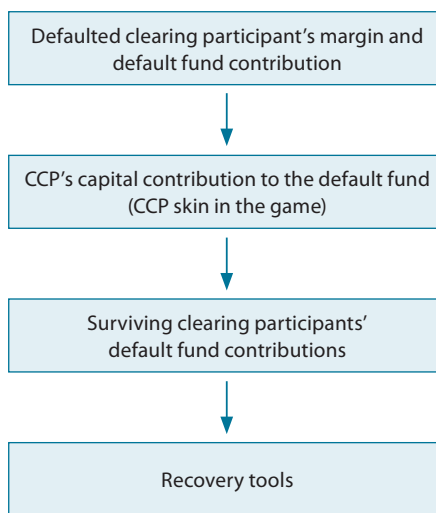 Defaulted clearing participant’s margin and
default fund contribution
CCP’s capital contribution to the default fund
(CCP skin in the game)
Surviving clearing participants’
default fund contributions
Recovery tools